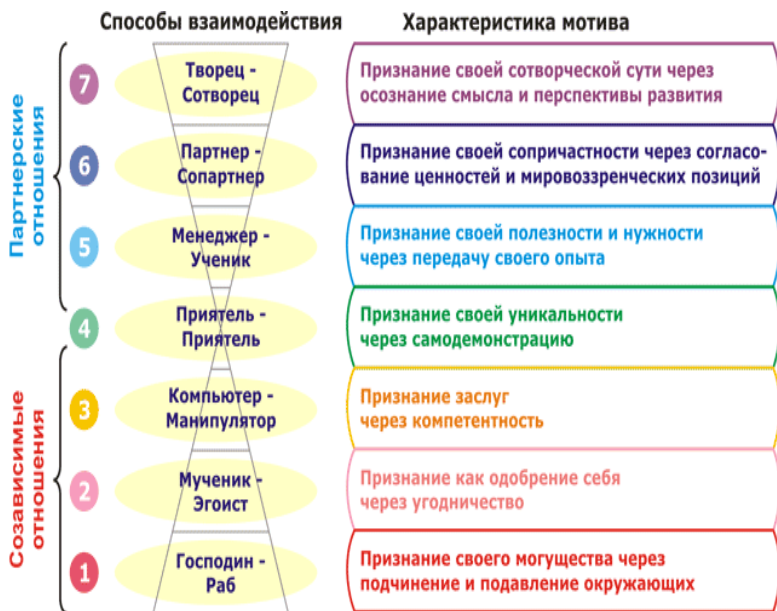 Способы взаимодействия
Характеристика мотива
Партнерские
отношения
7
Творец -
Сотворец
Признание своей сотворческой сути через
осознание смысла и перспективы развития
6
Партнер -
Сопартнер
Признание своей сопричастности через согласо-
вание ценностей и мировоззренческих позиций
5
Менеджер -
Ученик
Признание своей полезности и нужности
через передачу своего опыта
4
Приятель -
Приятель
Признание своей уникальности
через самодемонстрацию
Созависимые
отношения
3
Компьютер -
Манипулятор
Признание заслуг
через компетентность
2
Мученик -
Эгоист
Признание как одобрение себя
через угодничество
1
Господин -
Раб
Признание своего могущества через
подчинение и подавление окружающих